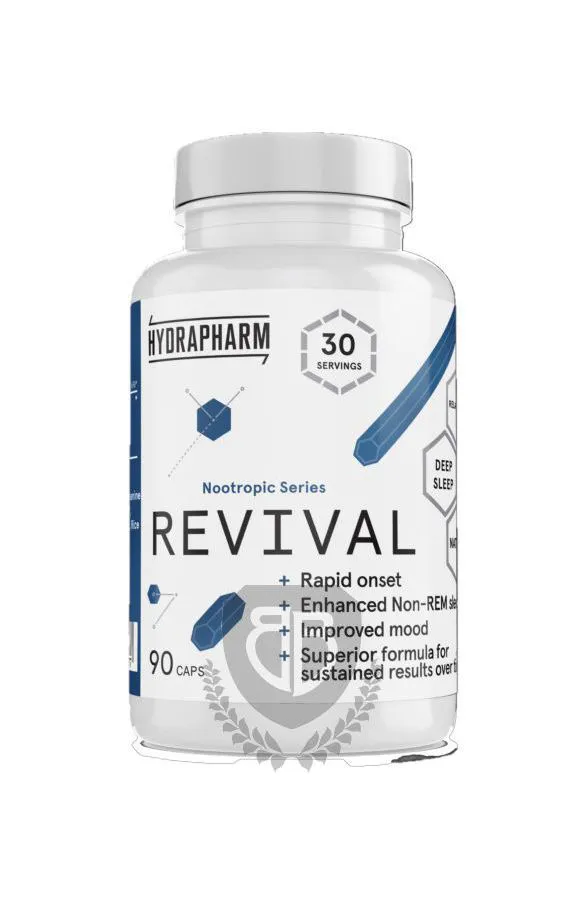 HYDRAPHARM
30
SERVINGS
DEEP
SLEEP
Nootropic Series
REVIVAL
+ Rapid onset
+ Enhanced Non-REM
+ Improved mood
+ Superior formula for
sustained results over
90 CAPS
Rice